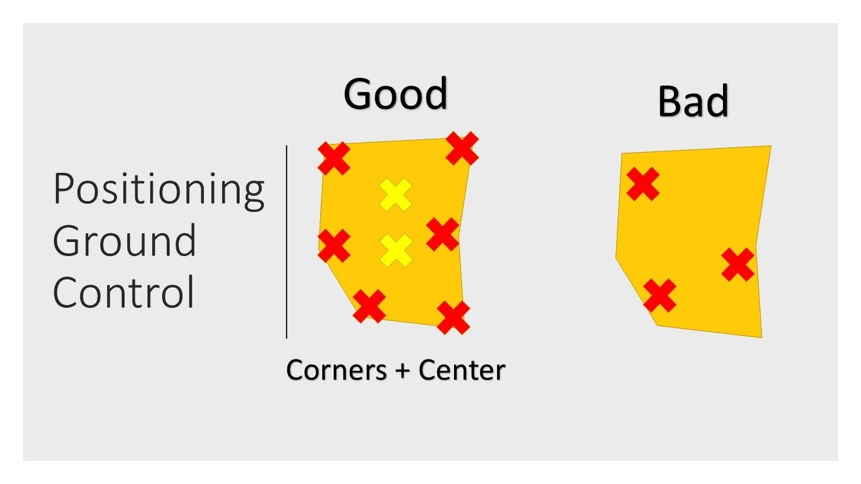 Positioning
Ground
Control
Good
Corners + Center
Bad